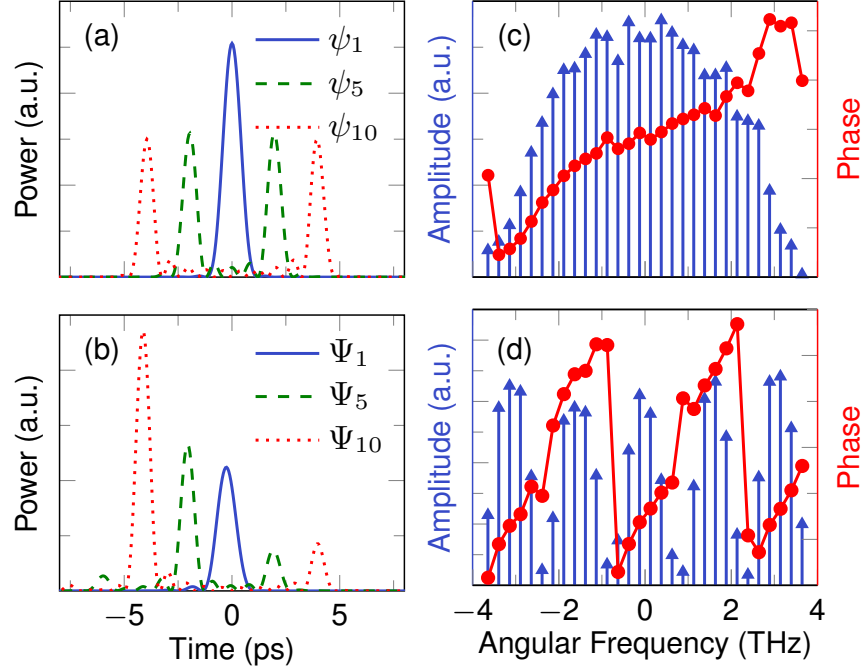 (a)
ψ1
ψ5
ψ10
Power (a.u.)
(c)
Amplitude (a.u.)
Phase
(b)
Ψ1
Ψ5
Ψ10
Power (a.u.)
−5
0
5
Time (ps)
(d)
Amplitude (a.u.)
Phase
−4
−2
0
2
4
Angular Frequency (THz)